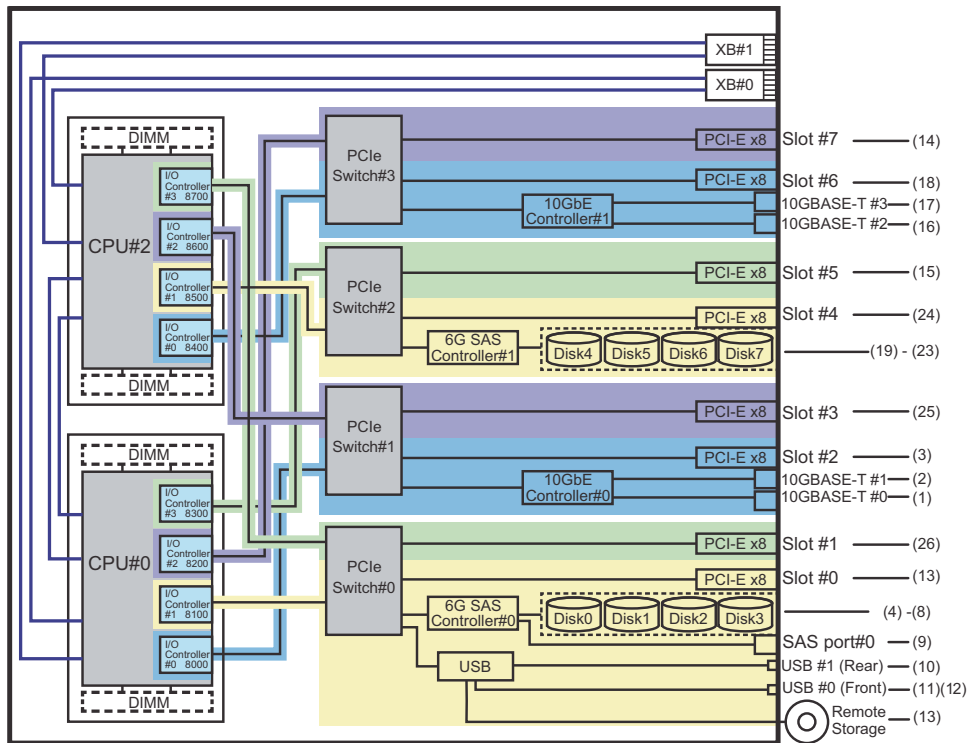 XB#1
XB#0
DIMM
CPU#2
I/O
Controller
#3 8700
I/O
Controller
#2 8600
I/O
Controller
#1 8500
I/O
Controller
#0 8400
DIMM
DIMM
CPU#0
I/O
Controller
#3 8300
I/O
Controller
#2 8200
I/O
Controller
#1 8100
I/O
Controller
#0 8000
DIMM
PCIe
Switch#3
PCI-E x8 Slot #7 (14)
PCI-E x8 Slot #6 (18)
10GbE
Controller#1
10GBASE-T #3 (17)
10GBASE-T #2 (16)
PCIe
Switch#2
PCI-E x8 Slot #5 (15)
PCI-E x8 Slot #4 (24)
6G SAS
Controller#1
Disk4 Disk5 Disk6 Disk7 (19) - (23)
PCIe
Switch#1
PCI-E x8 Slot #3 (25)
PCI-E x8 Slot #2 (3)
10GbE
Controller#0
10GBASE-T #1 (2)
10GBASE-T #0 (1)
PCIe
Switch#0
PCI-E x8 Slot #1 (26)
PCI-E x8 Slot #0 (13)
6G SAS
Controller#0
Disk0 Disk1 Disk2 Disk3 (4) -(8)
SAS port#0 (9)
USB
USB #1 (Rear) (10)
USB #0 (Front) (11)(12)
Remote
Storage (13)